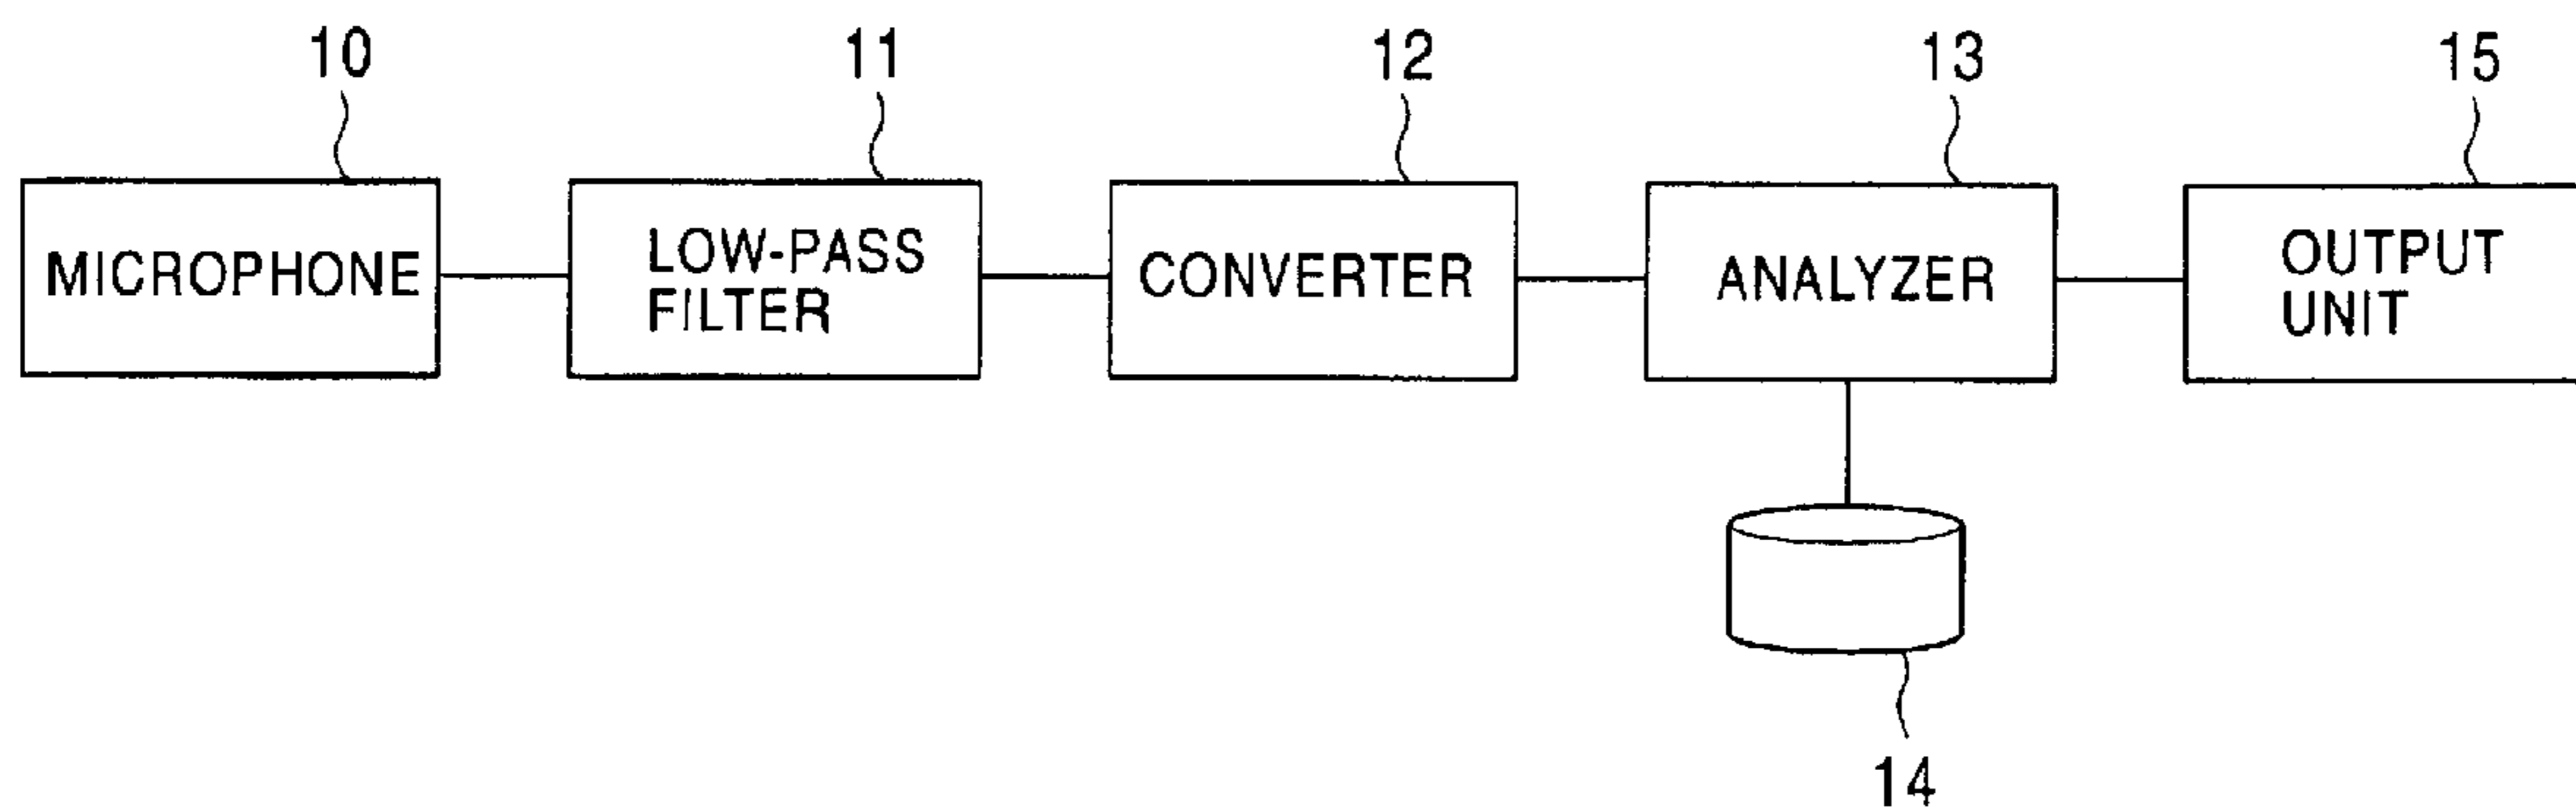 10
11
12
13
15
MICROPHONE
LOW-PASS
FILTER
CONVERTER
ANALYZER
OUTPUT
UNIT
14